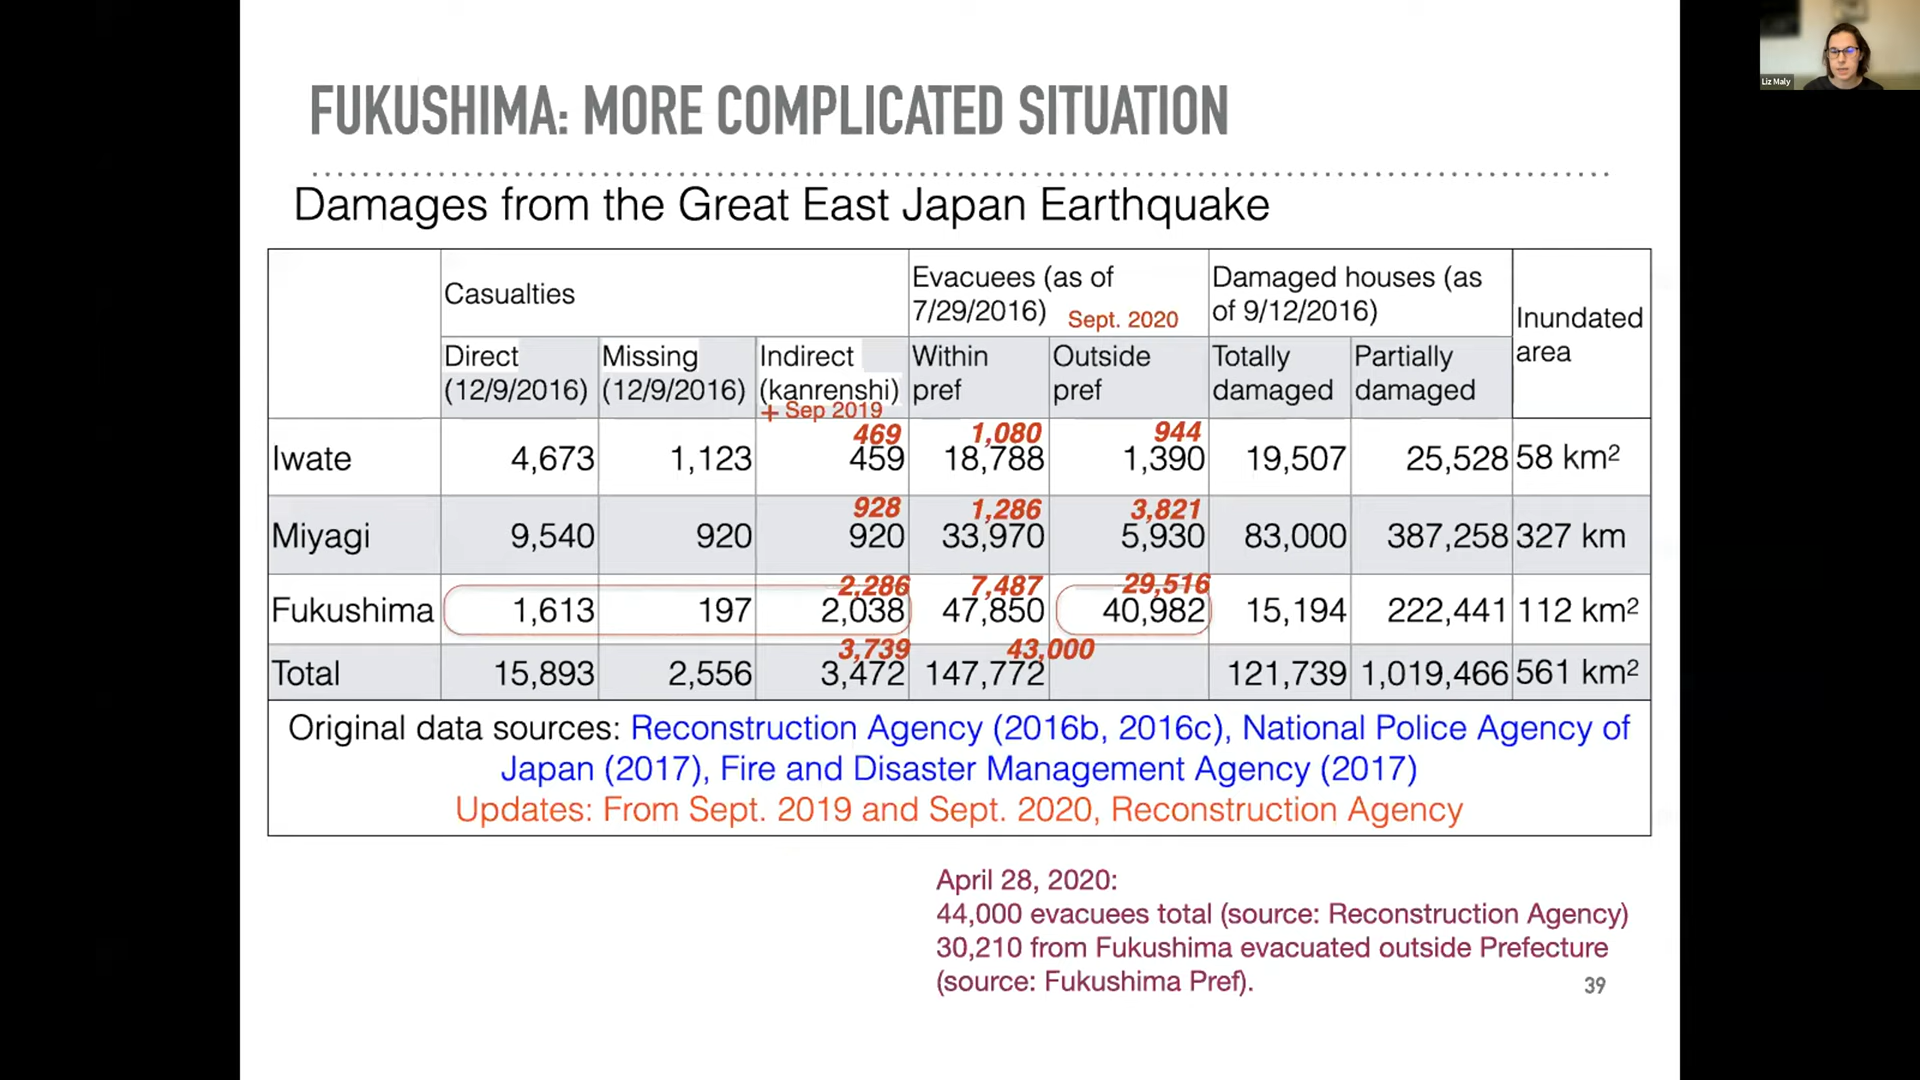 FUKUSHIMA: MORE COMPLICATED SITUATION
Damages from the Great East Japan Earthquake
Casualties
Evacuees (as of
7/29/2016) Sept. 2020
Damaged houses (as
of 9/12/2016)
Inundated
area
Direct
(12/9/2016)
Missing
(12/9/2016)
Indirect
(kanrenshi)
+ Sep 2019
Within
pref
Outside
pref
Totally
damaged
Partially
damaged
469 1,080 944
Iwate 4,673 1,123 459 18,788 1,390 19,507 25,528 58 km²
928 1,286 3,821
Miyagi 9,540 920 920 33,970 5,930 83,000 387,258 327 km
2,286 7,487 29,516
Fukushima 1,613 197 2,038 47,850 40,982 15,194 222,441 112 km²
3,739 43,000
Total 15,893 2,556 3,472 147,772 121,739 1,019,466 561 km²
Original data sources: Reconstruction Agency (2016b, 2016c), National Police Agency of
Japan (2017), Fire and Disaster Management Agency (2017)
Updates: From Sept. 2019 and Sept. 2020, Reconstruction Agency
April 28, 2020:
44,000 evacuees total (source: Reconstruction Agency)
30,210 from Fukushima evacuated outside Prefecture
(source: Fukushima Pref).
39
Liz Maly